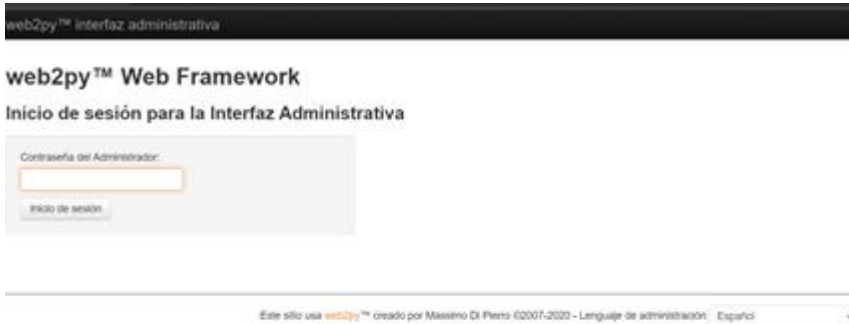 web2py™ interfaz administrativa
web2py™ Web Framework
Inicio de sesión para la Interfaz Administrativa
Contraseña del Administrador:
Inicio de sesión
Este sitio usa web2py™ creado por Massimo Di Pierro ©2007-2020 - Lenguaje de administración Español